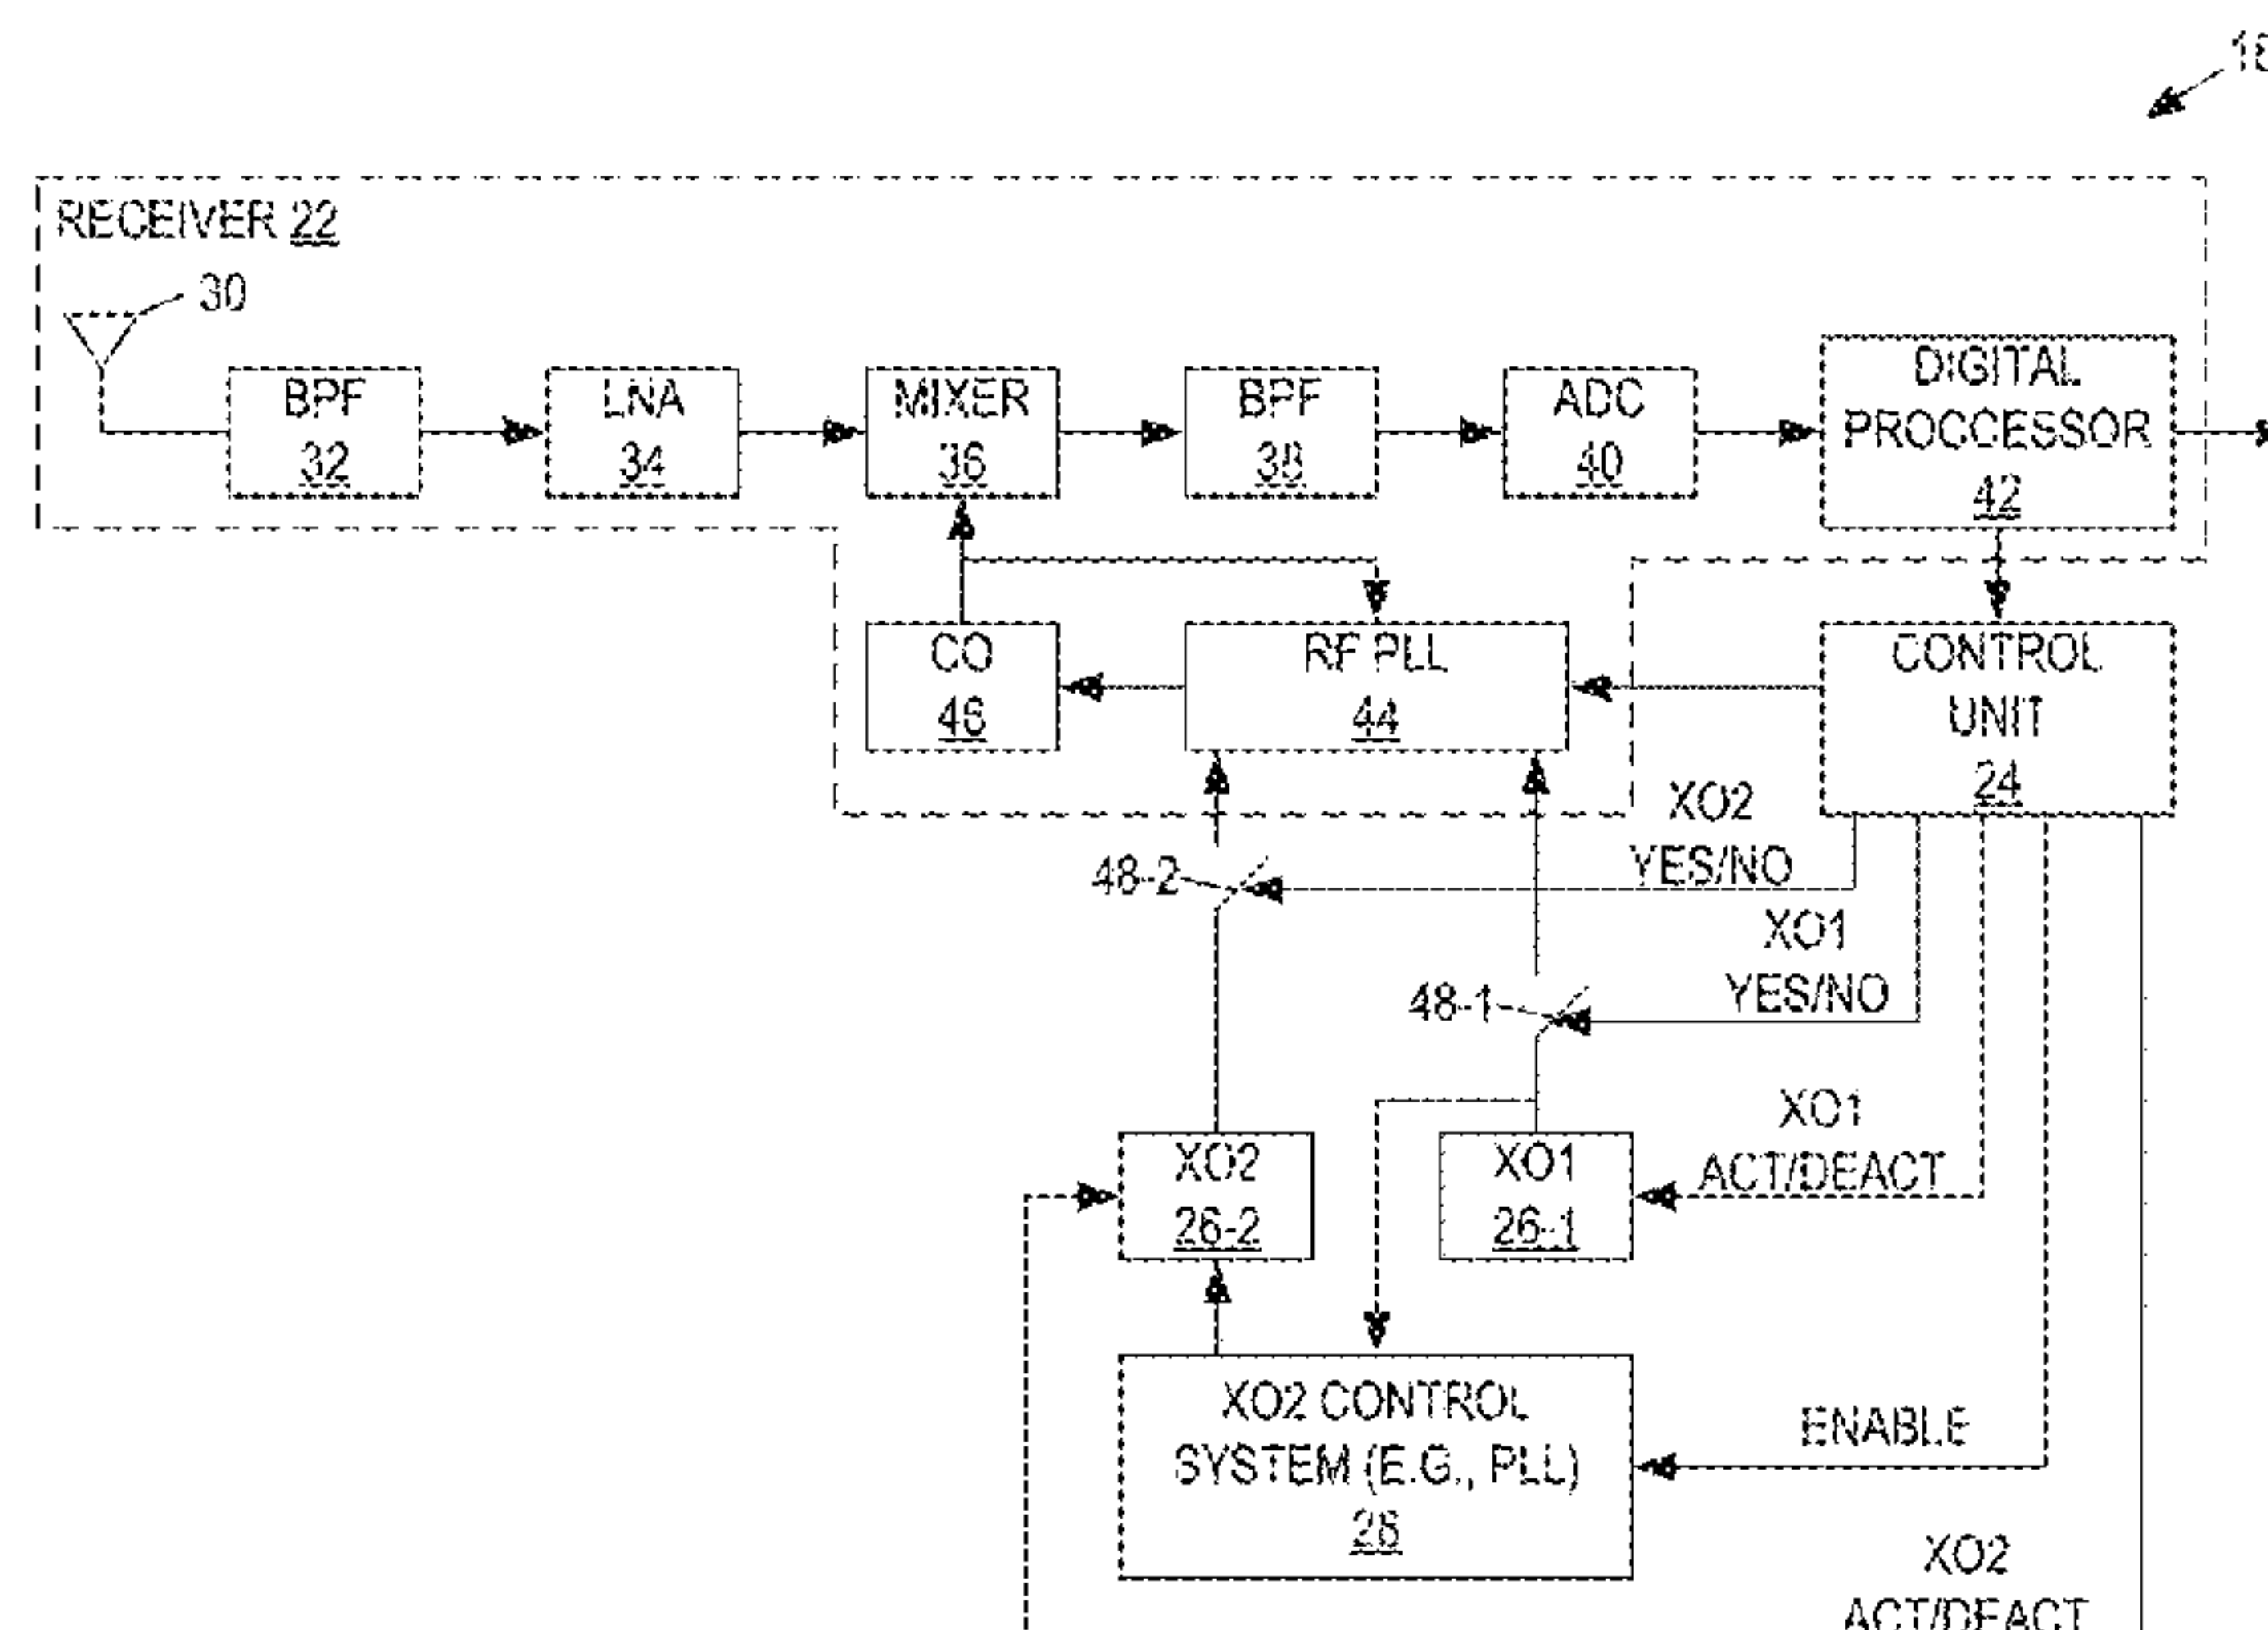 RECEIVER 22
30
BPF
32
LNA
34
MIXER
36
BPF
38
ADC
40
DIGITAL
PROCCESSOR
42
CO
46
RF PLL
44
CONTROL
UNIT
24
XO2
YES/NO
48-2
XO1
YES/NO
48-1
XO1
ACT/DEACT
XO2
26-2
XO1
26-1
XO2 CONTROL
SYSTEM (E.G., PLL)
28
ENABLE
XO2
ACT/DEACT